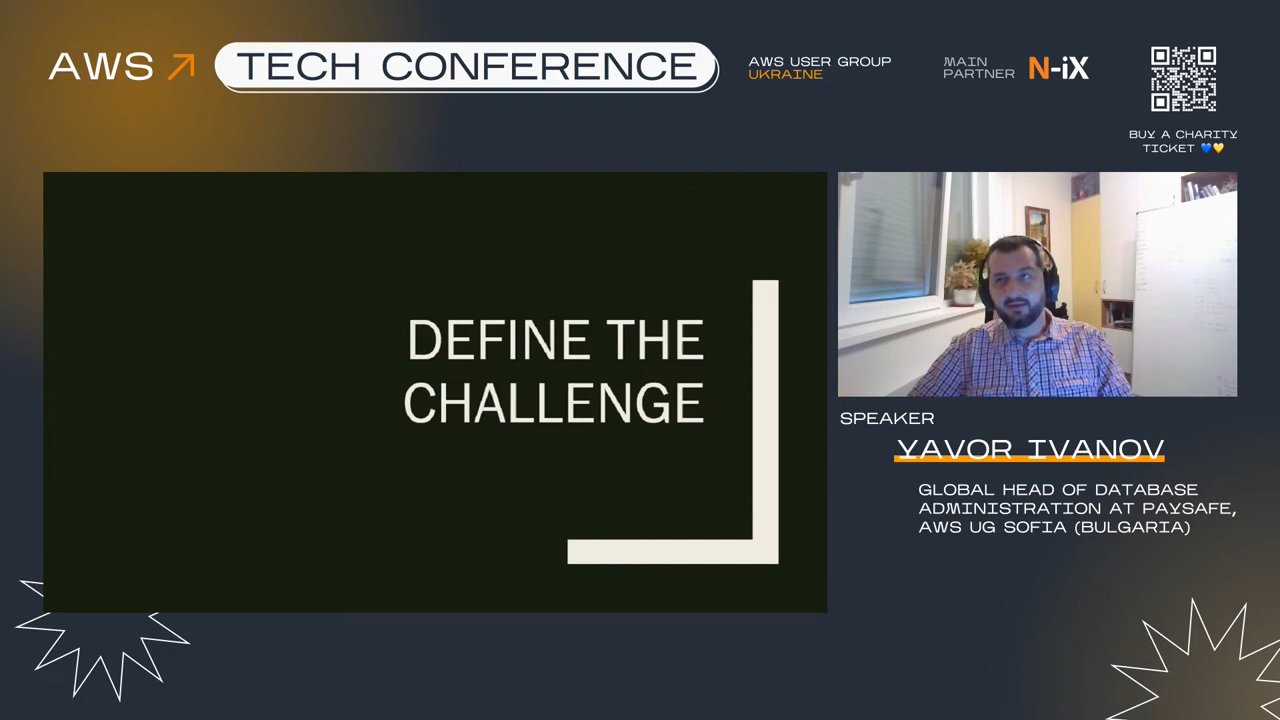 AWS
TECH CONFERENCE
AWS USER GROUP
UKRAINE
MAIN
PARTNER
N-iX
BUY A CHARITY
TICKET 💙💛
DEFINE THE
CHALLENGE
SPEAKER
YAVOR IVANOV
GLOBAL HEAD OF DATABASE
ADMINISTRATION AT PAYSAFE,
AWS UG SOFIA (BULGARIA)